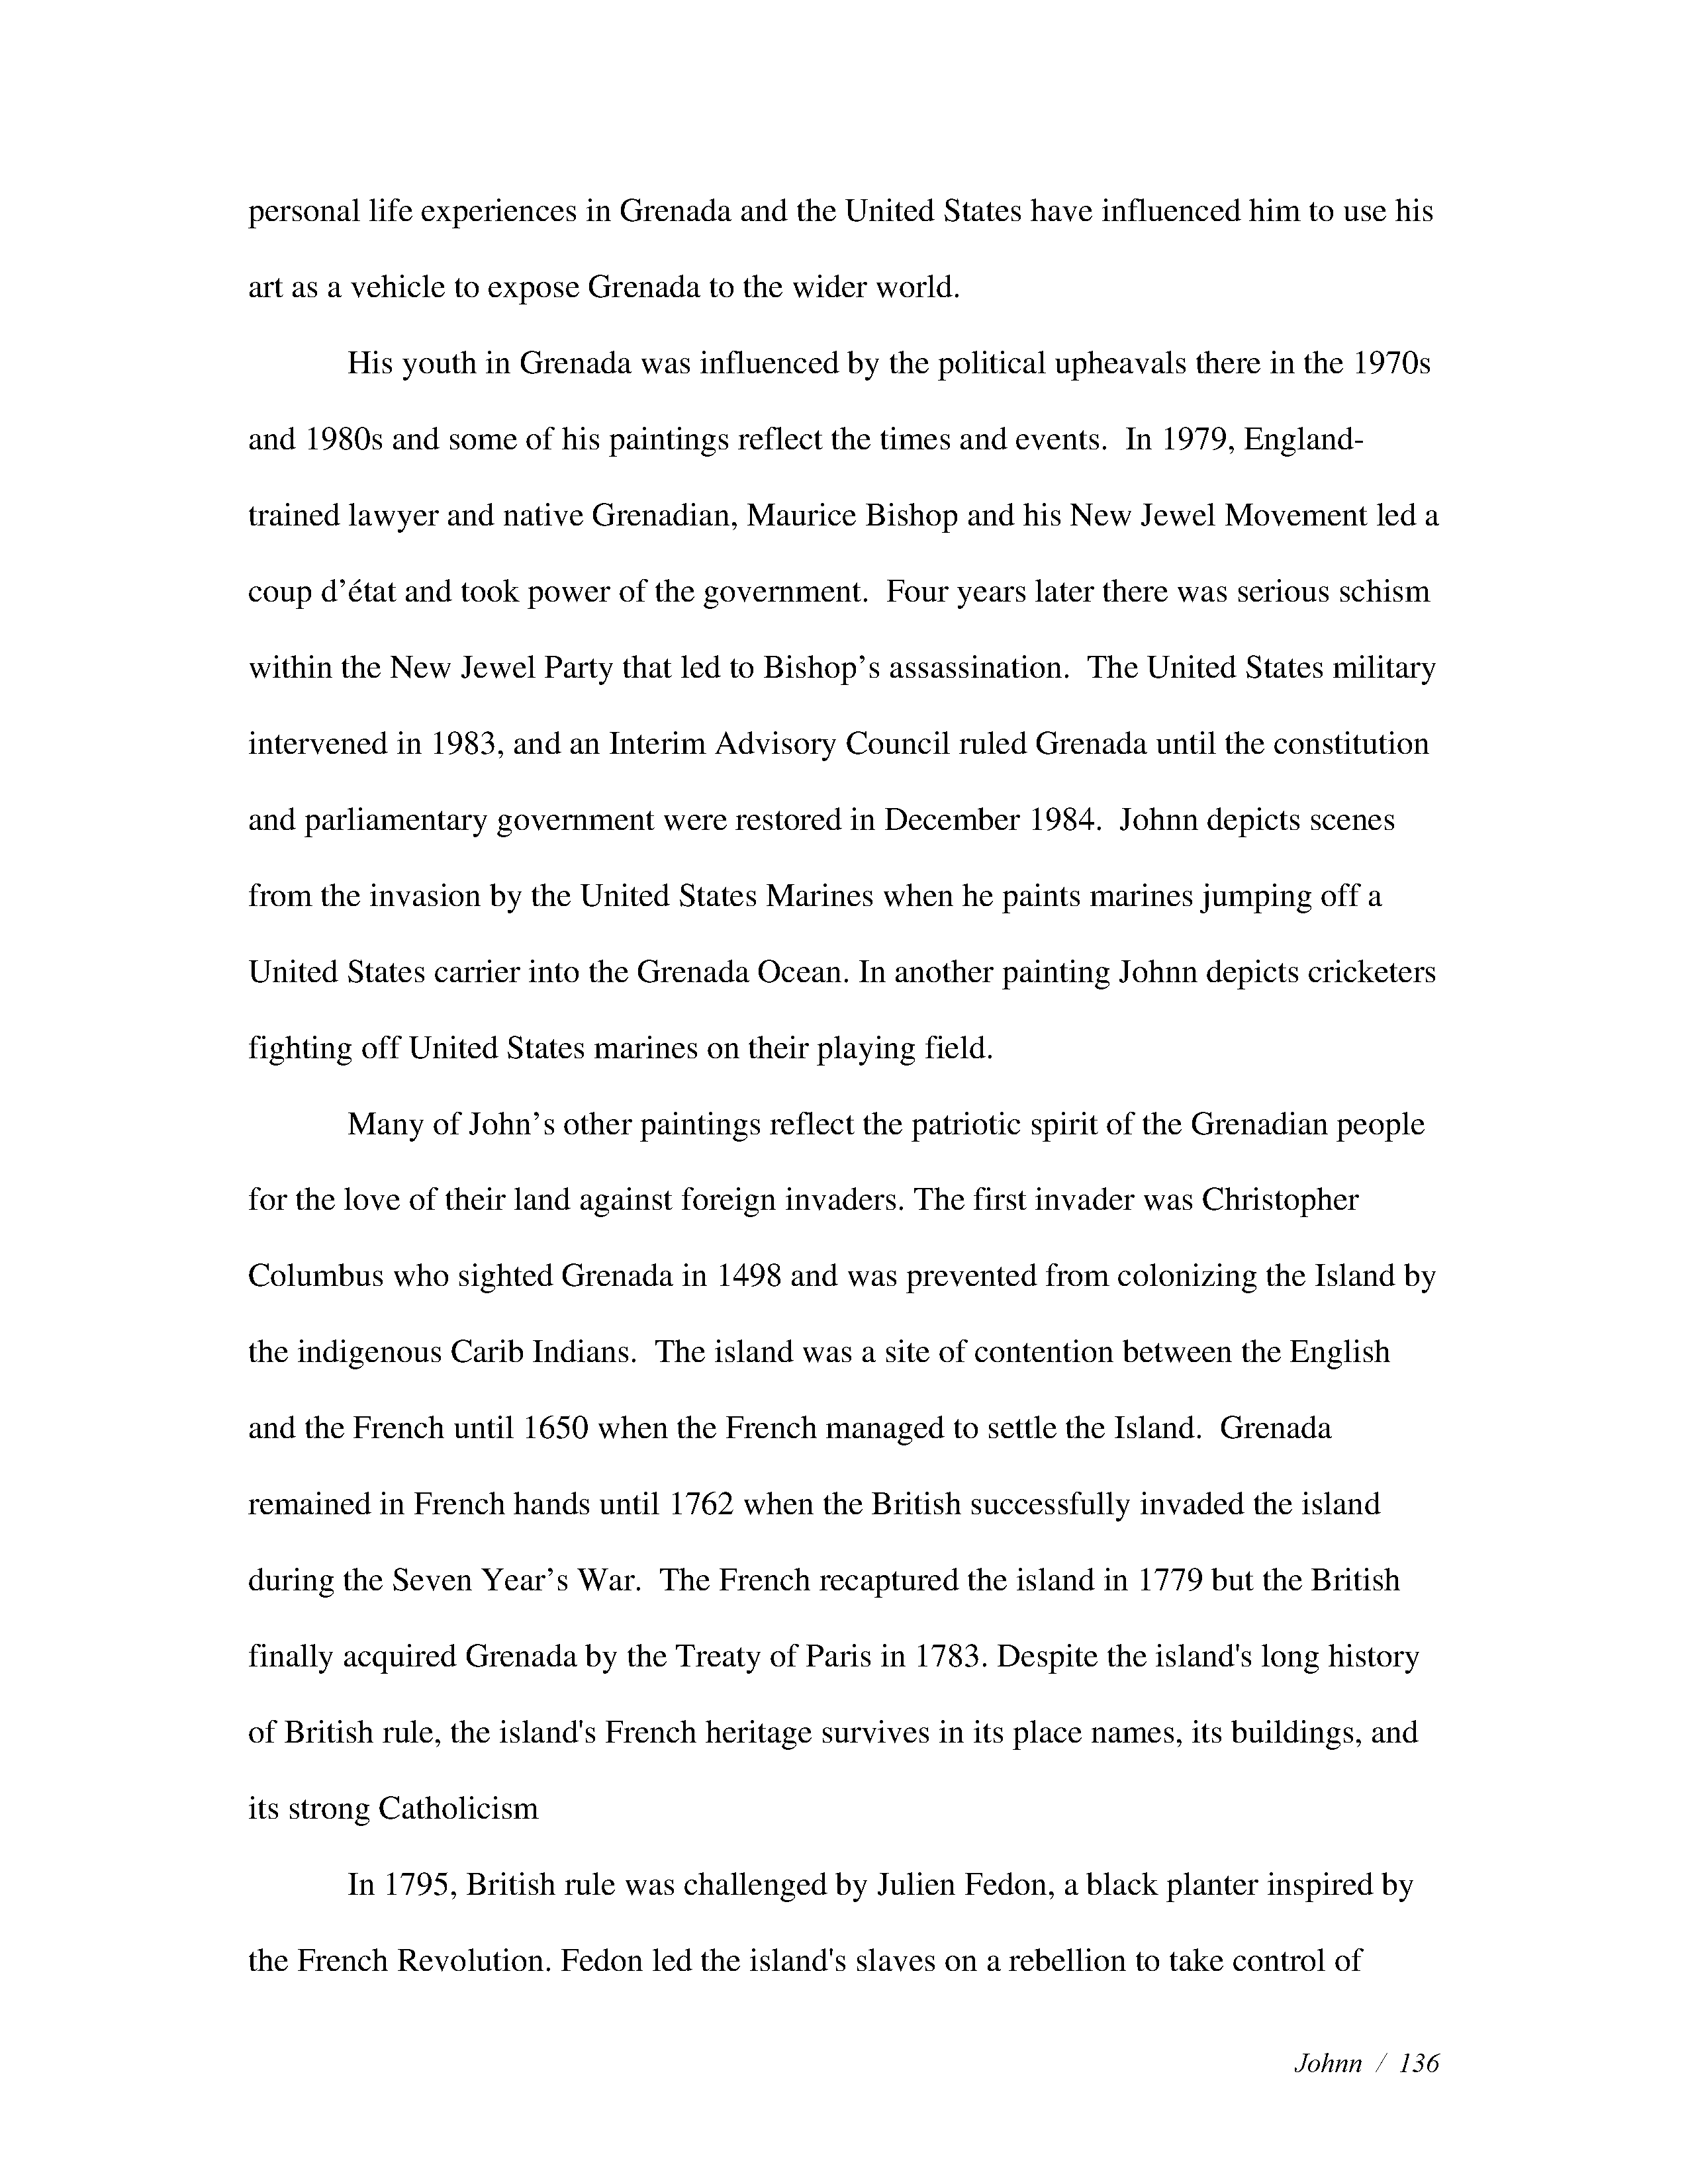 personal life experiences in Grenada and the United States have influenced him to use his
art as a vehicle to expose Grenada to the wider world.
His youth in Grenada was influenced by the political upheavals there in the 1970s
and 1980s and some of his paintings reflect the times and events.  In 1979, England-
trained lawyer and native Grenadian, Maurice Bishop and his New Jewel Movement led a
coup d’état and took power of the government.  Four years later there was serious schism
within the New Jewel Party that led to Bishop’s assassination.  The United States military
intervened in 1983, and an Interim Advisory Council ruled Grenada until the constitution
and parliamentary government were restored in December 1984.  Johnn depicts scenes
from the invasion by the United States Marines when he paints marines jumping off a
United States carrier into the Grenada Ocean. In another painting Johnn depicts cricketers
fighting off United States marines on their playing field.
Many of John’s other paintings reflect the patriotic spirit of the Grenadian people
for the love of their land against foreign invaders. The first invader was Christopher
Columbus who sighted Grenada in 1498 and was prevented from colonizing the Island by
the indigenous Carib Indians.  The island was a site of contention between the English
and the French until 1650 when the French managed to settle the Island.  Grenada
remained in French hands until 1762 when the British successfully invaded the island
during the Seven Year’s War.  The French recaptured the island in 1779 but the British
finally acquired Grenada by the Treaty of Paris in 1783. Despite the island's long history
of British rule, the island's French heritage survives in its place names, its buildings, and
its strong Catholicism
In 1795, British rule was challenged by Julien Fedon, a black planter inspired by
the French Revolution. Fedon led the island's slaves on a rebellion to take control of
Johnn / 136